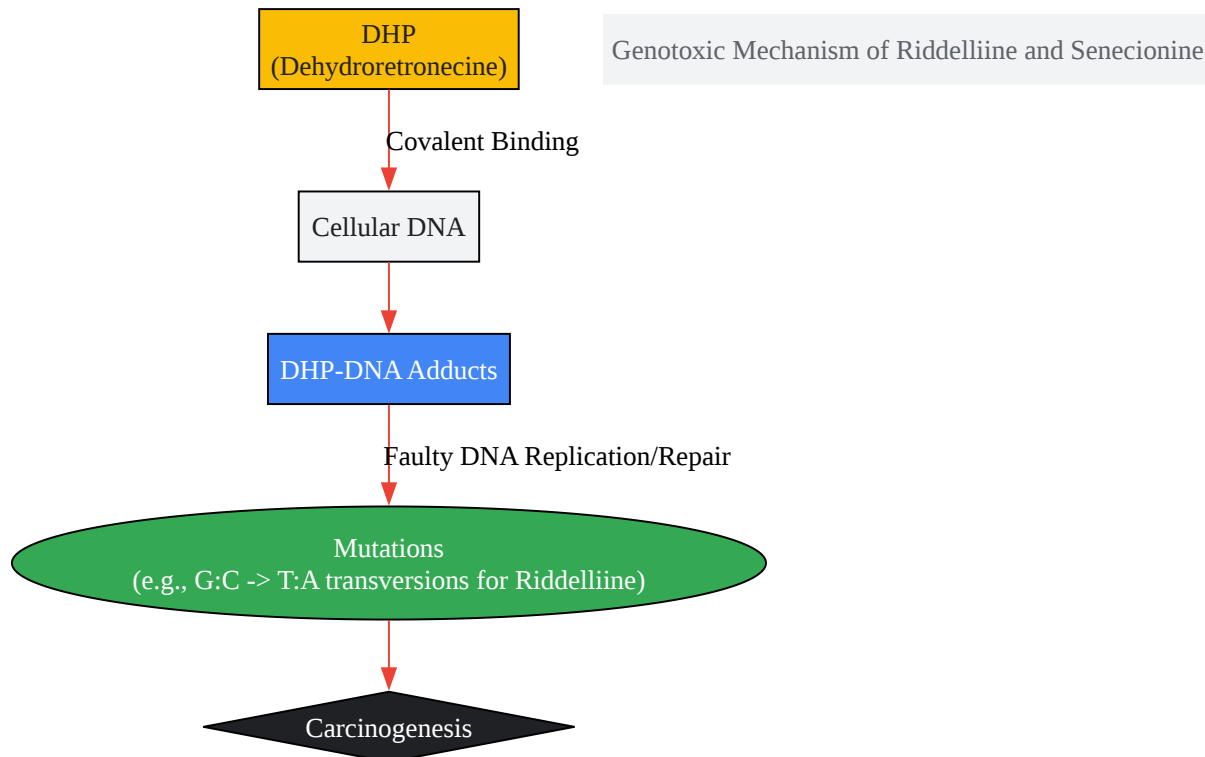 DHP
(Dehydroretronecine)
Genotoxic Mechanism of Riddelliine and Senecionine
Covalent Binding
Cellular DNA
DHP-DNA Adducts
Faulty DNA Replication/Repair
Mutations
(e.g., G:C -> T:A transversions for Riddelliine)
Carcinogenesis